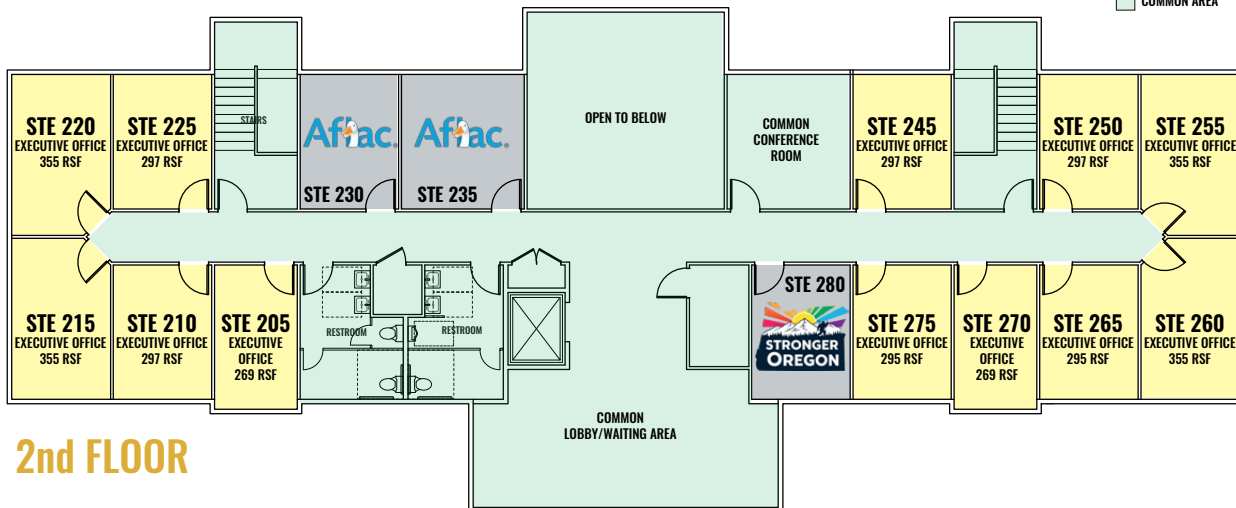 COMMON AREA
STE 220
EXECUTIVE OFFICE
355 RSF
STE 225
EXECUTIVE OFFICE
297 RSF
STAIRS
Aflac.
STE 230
Aflac.
STE 235
OPEN TO BELOW
COMMON
CONFERENCE
ROOM
STE 245
EXECUTIVE OFFICE
297 RSF
STE 250
EXECUTIVE OFFICE
297 RSF
STE 255
EXECUTIVE OFFICE
355 RSF
STE 215
EXECUTIVE OFFICE
355 RSF
STE 210
EXECUTIVE OFFICE
297 RSF
STE 205
EXECUTIVE
OFFICE
269 RSF
RESTROOM
RESTROOM
STE 280
STRONGER
OREGON
STE 275
EXECUTIVE OFFICE
295 RSF
STE 270
EXECUTIVE
OFFICE
269 RSF
STE 265
EXECUTIVE OFFICE
295 RSF
STE 260
EXECUTIVE OFFICE
355 RSF
COMMON
LOBBY/WAITING AREA
2nd FLOOR